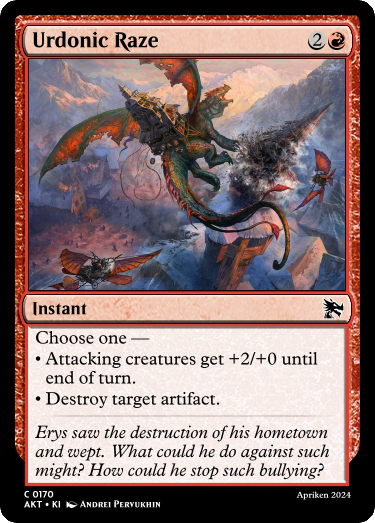 Urdonic Raze 2
Instant
Choose one —
• Attacking creatures get +2/+0 until
end of turn.
• Destroy target artifact.
Erys saw the destruction of his hometown
and wept. What could he do against such
might? How could he stop such bullying?
C 0170
AKT • KI Andrei Pervukhin
Apriken 2024